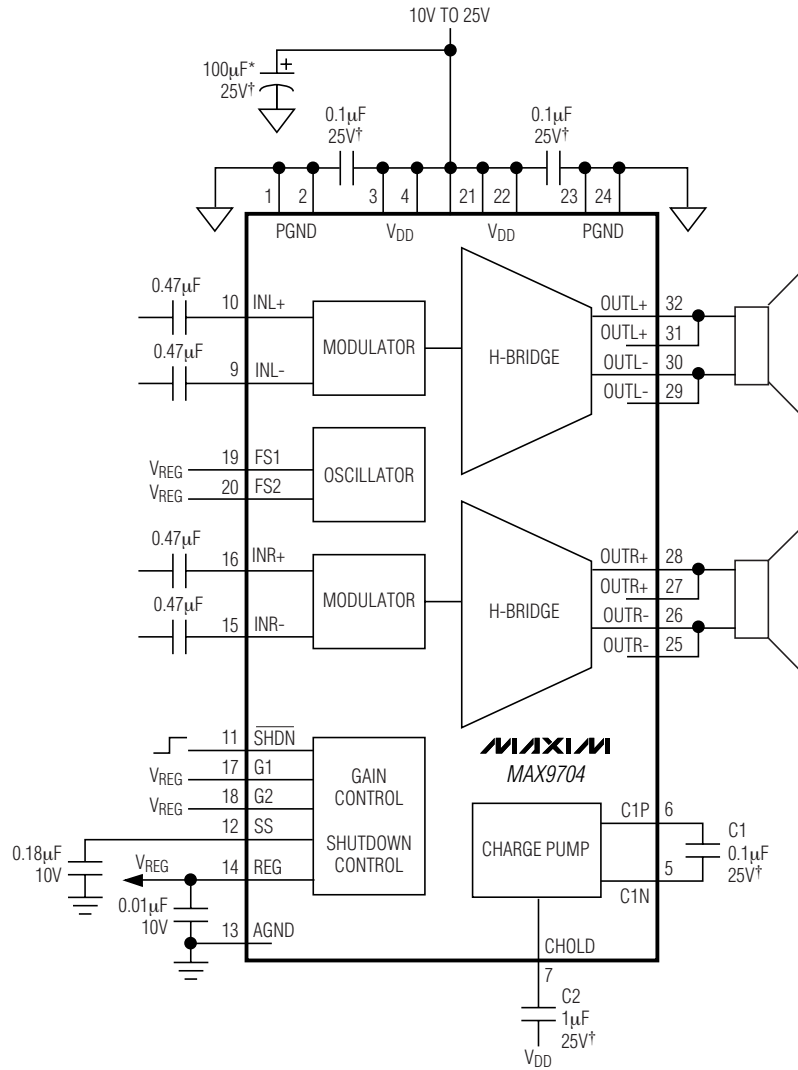 10V TO 25V
100µF*
25V†
+
0.1µF
25V†
0.1µF
25V†
1
2
3
4
21
22
23
24
PGND
VDD
VDD
PGND
0.47µF
10
INL+
0.47µF
9
INL-
MODULATOR
H-BRIDGE
OUTL+
32
OUTL+
31
OUTL-
30
OUTL-
29
VREG
19
FS1
VREG
20
FS2
OSCILLATOR
0.47µF
16
INR+
0.47µF
15
INR-
MODULATOR
H-BRIDGE
OUTR+
28
OUTR+
27
OUTR-
26
OUTR-
25
11
SHDN
VREG
17
G1
VREG
18
G2
12
SS
GAIN
CONTROL
SHUTDOWN
CONTROL
0.18µF
10V
VREG
14
REG
0.01µF
10V
13
AGND
MAXIM
MAX9704
CHARGE PUMP
C1P
6
C1
0.1µF
25V†
5
C1N
CHOLD
7
C2
1µF
25V†
VDD